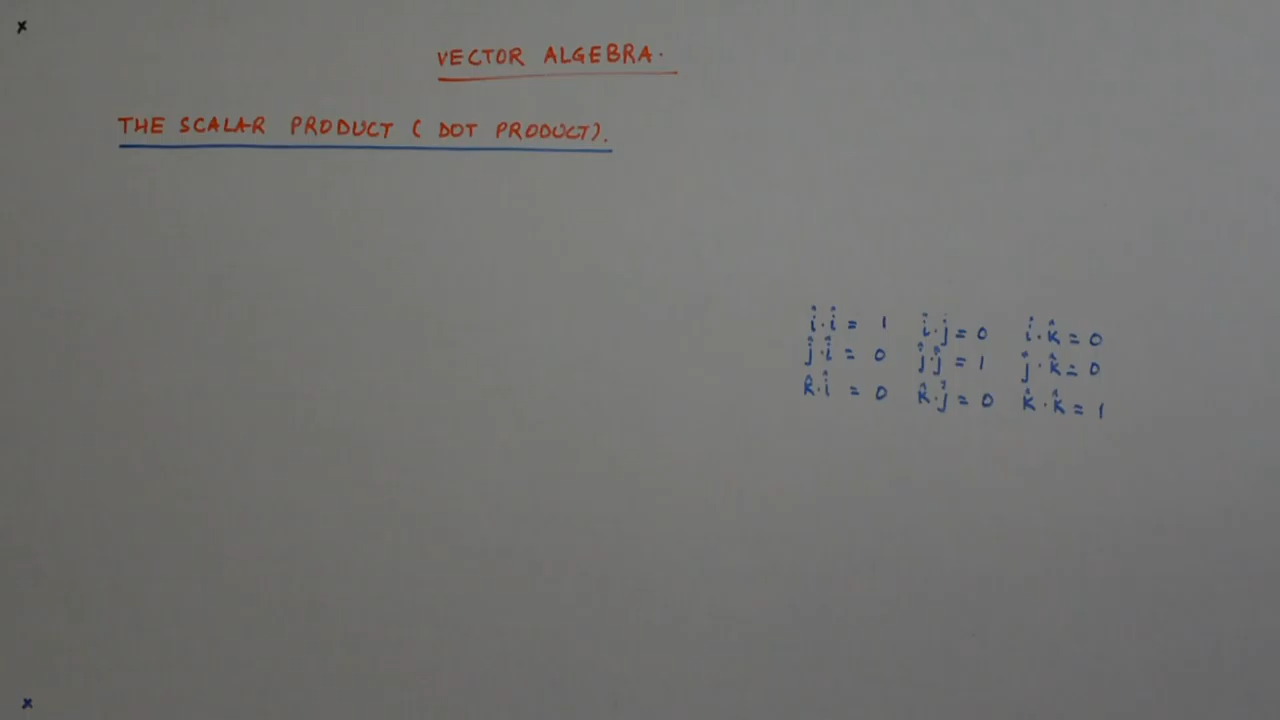 x
VECTOR ALGEBRA.
THE SCALAR PRODUCT ( DOT PRODUCT).
î·î = 1 î·ĵ = 0 î·k̂ = 0
ĵ·î = 0 ĵ·ĵ = 1 ĵ·k̂ = 0
k̂·î = 0 k̂·ĵ = 0 k̂·k̂ = 1
x